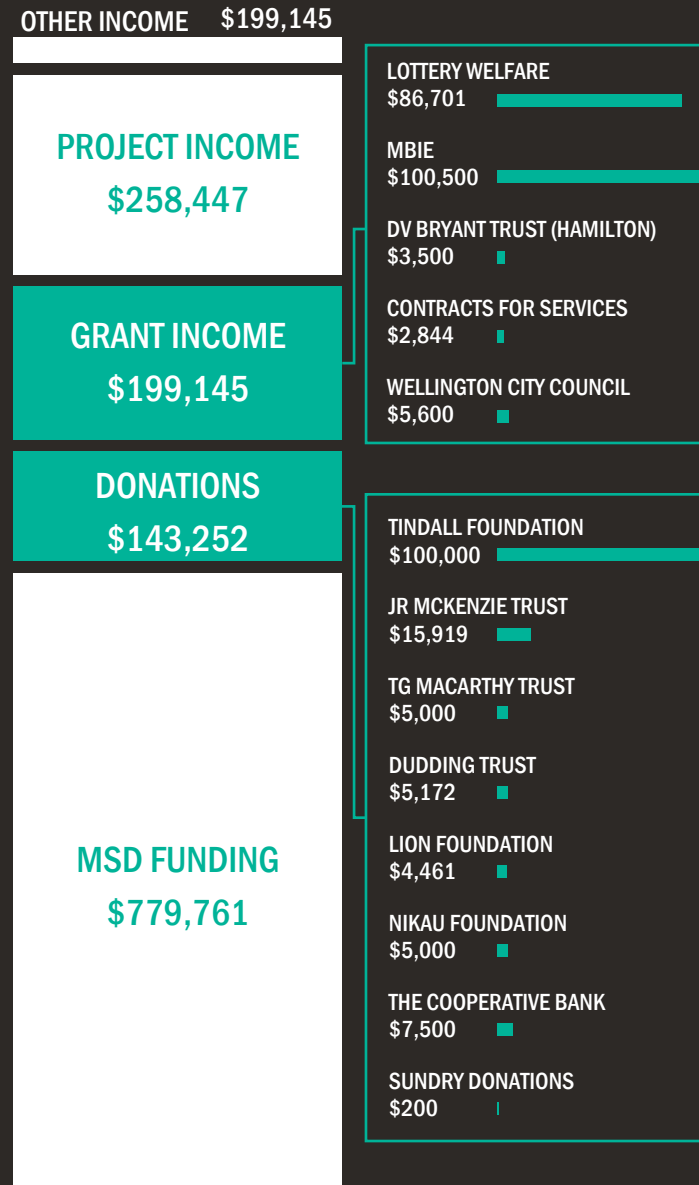 OTHER INCOME $199,145
PROJECT INCOME
$258,447
GRANT INCOME
$199,145
DONATIONS
$143,252
MSD FUNDING
$779,761
LOTTERY WELFARE
$86,701
MBIE
$100,500
DV BRYANT TRUST (HAMILTON)
$3,500
CONTRACTS FOR SERVICES
$2,844
WELLINGTON CITY COUNCIL
$5,600
TINDALL FOUNDATION
$100,000
JR MCKENZIE TRUST
$15,919
TG MACARTHY TRUST
$5,000
DUDDING TRUST
$5,172
LION FOUNDATION
$4,461
NIKAU FOUNDATION
$5,000
THE COOPERATIVE BANK
$7,500
SUNDRY DONATIONS
$200